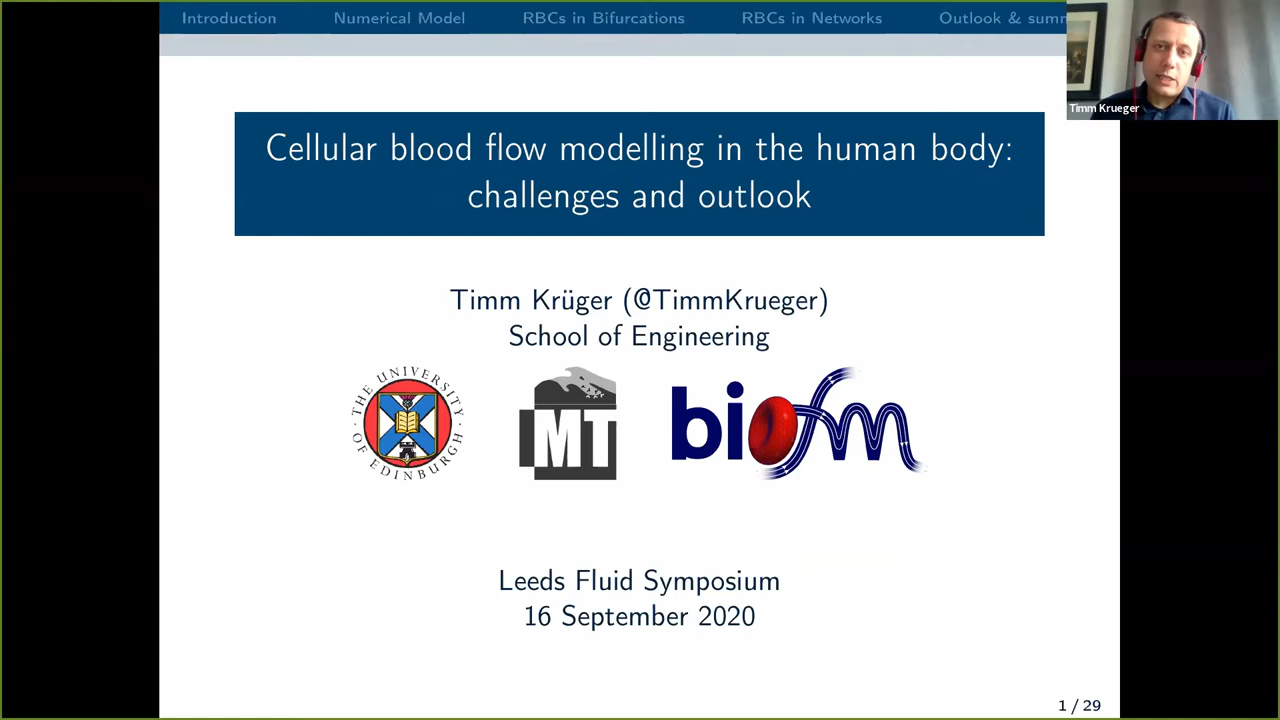 Introduction Numerical Model RBCs in Bifurcations RBCs in Networks Outlook & summ
Timm Krueger
Cellular blood flow modelling in the human body:
challenges and outlook
Timm Krüger (@TimmKrueger)
School of Engineering
THE UNIVERSITY OF EDINBURGH
iMT
biofm
Leeds Fluid Symposium
16 September 2020
1 / 29